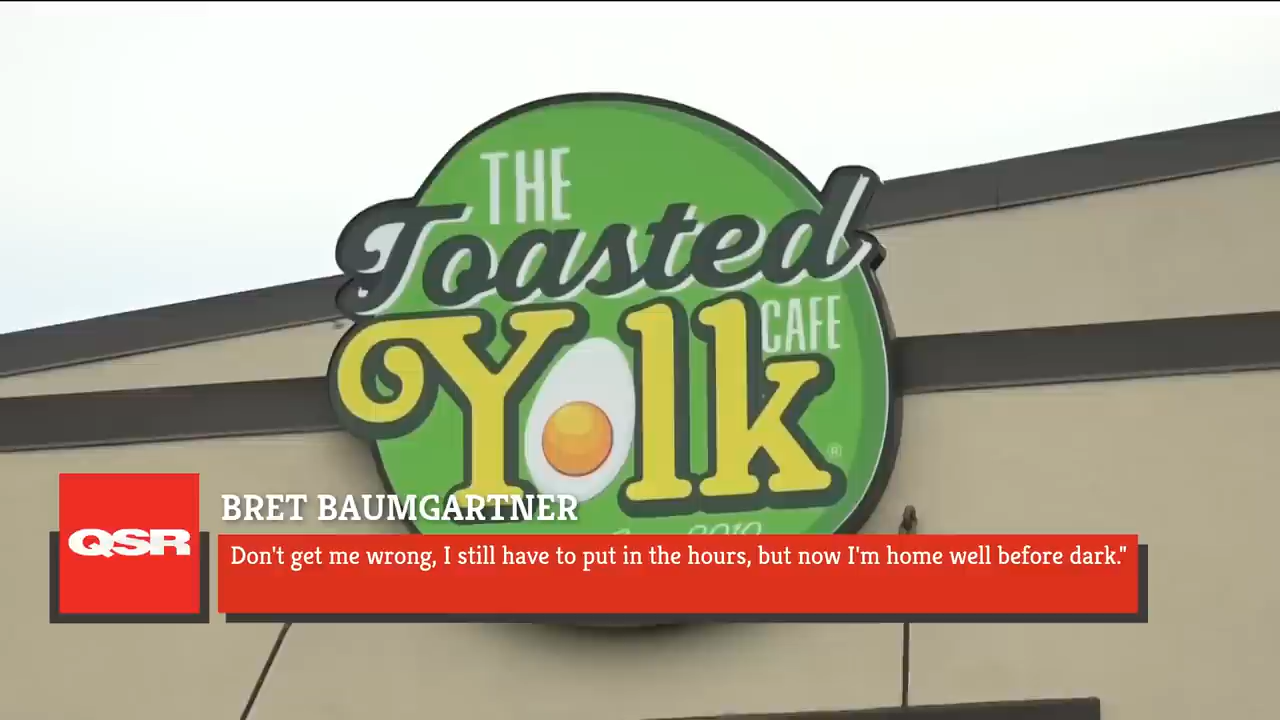 THE
Toasted
Yolk
CAFE
®
QSR
BRET BAUMGARTNER
Don't get me wrong, I still have to put in the hours, but now I'm home well before dark."